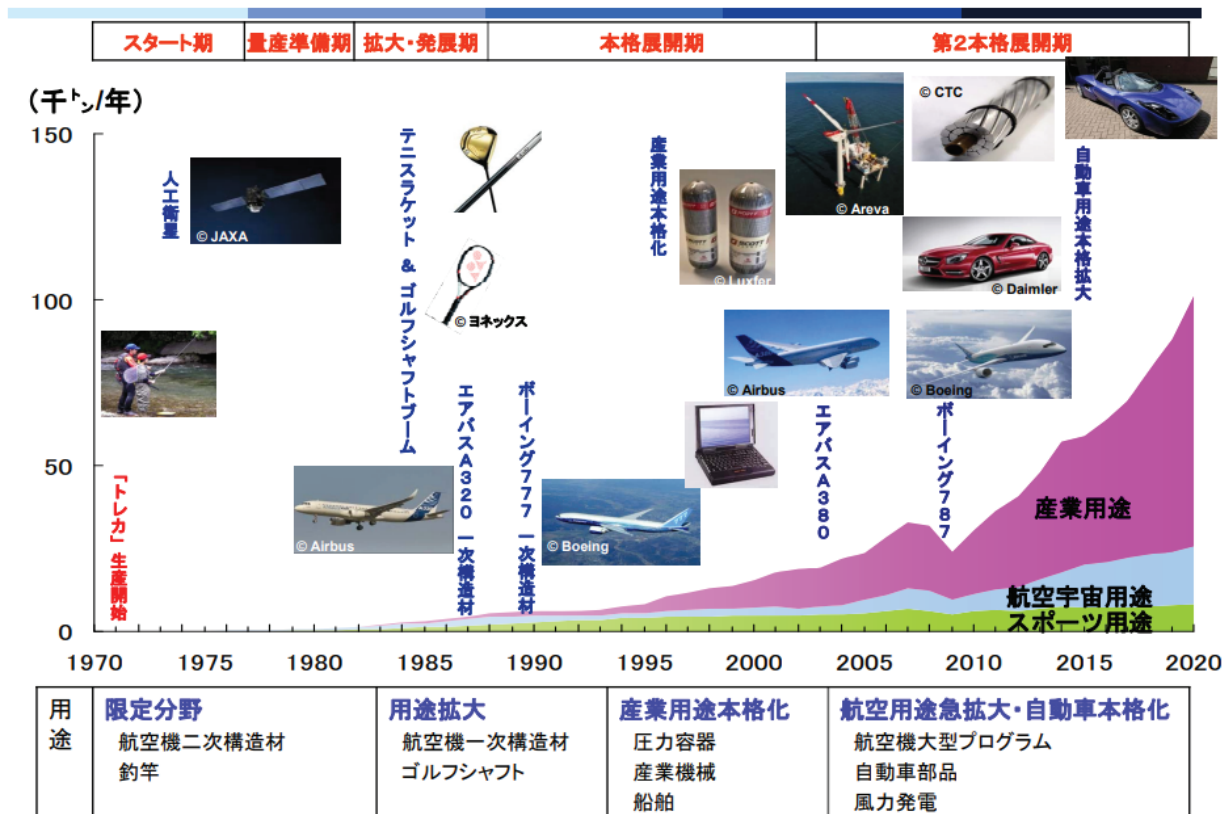 スタート期
量産準備期
拡大・発展期
本格展開期
第2本格展開期
(千トン/年)
150
100
50
0
人工衛星
© JAXA
テニスラケット & ゴルフシャフトブーム
© ヨネックス
産業用途本格化
© Luxfer
© Areva
© CTC
自動車用途本格拡大
© Daimler
「トレカ」生産開始
© Airbus
エアバスA320 一次構造材
ボーイング777 一次構造材
© Boeing
© Airbus
エアバスA380
© Boeing
ボーイング787
産業用途
航空宇宙用途
スポーツ用途
1970 1975 1980 1985 1990 1995 2000 2005 2010 2015 2020
用途
限定分野
航空機二次構造材
釣竿
用途拡大
航空機一次構造材
ゴルフシャフト
産業用途本格化
圧力容器
産業機械
船舶
航空用途急拡大・自動車本格化
航空機大型プログラム
自動車部品
風力発電